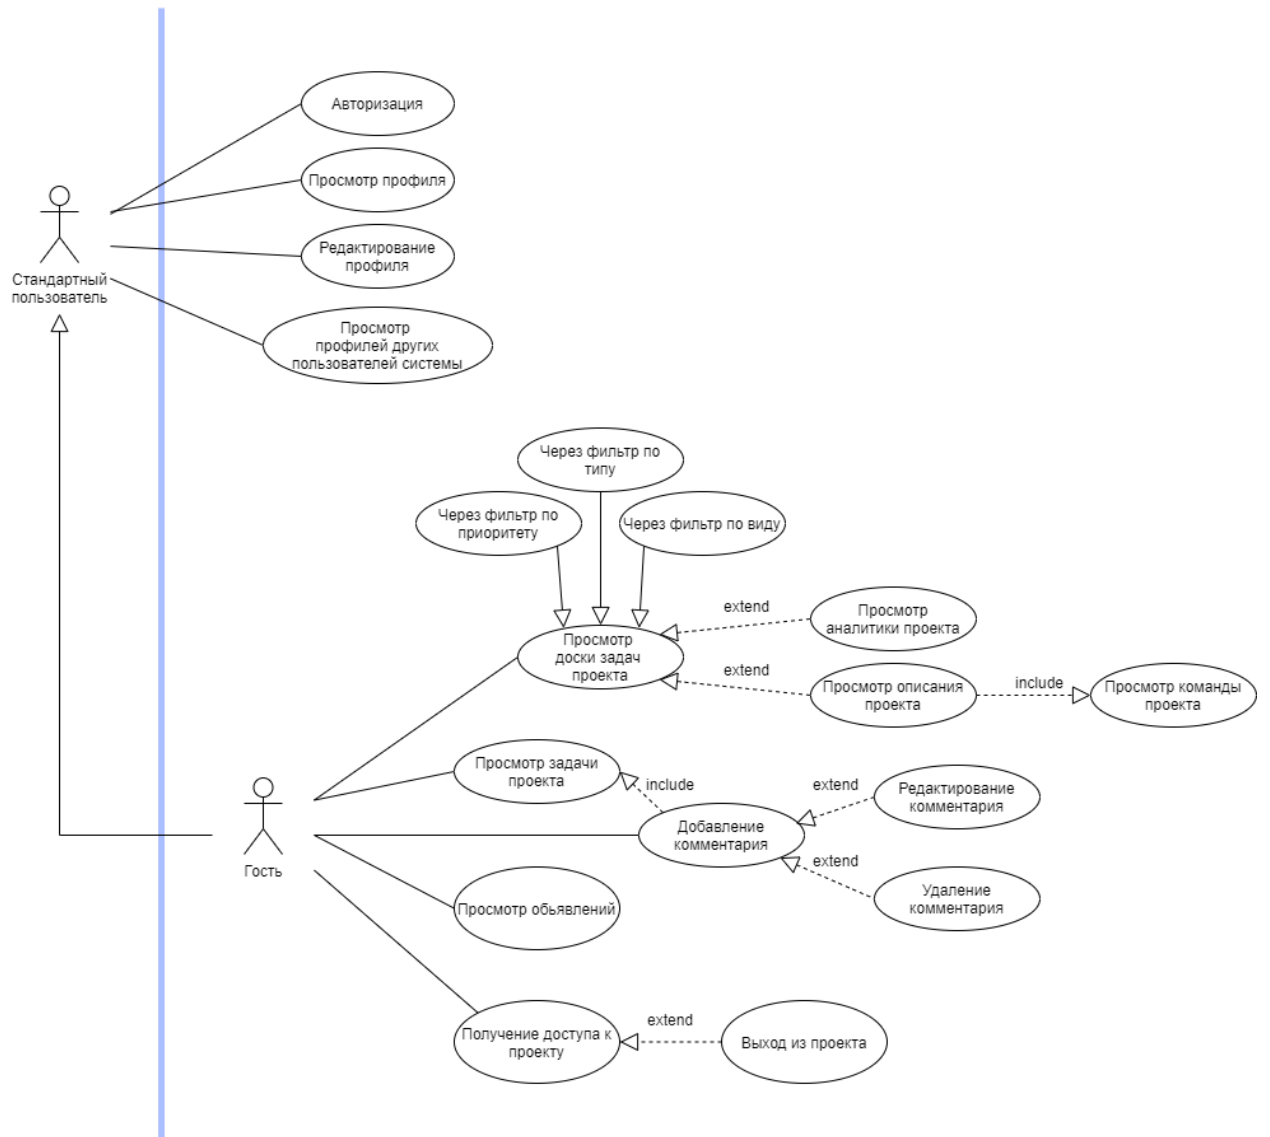 Авторизация
Просмотр профиля
Редактирование
профиля
Стандартный
пользователь
Просмотр
профилей других
пользователей системы
Через фильтр по
типу
Через фильтр по
приоритету
Через фильтр по виду
extend
Просмотр
аналитики проекта
Просмотр
доски задач
проекта
extend
Просмотр описания
проекта
include
Просмотр команды
проекта
Просмотр задачи
проекта
include
extend
Редактирование
комментария
Добавление
комментария
extend
Удаление
комментария
Гость
Просмотр обьявлений
Получение доступа к
проекту
extend
Выход из проекта